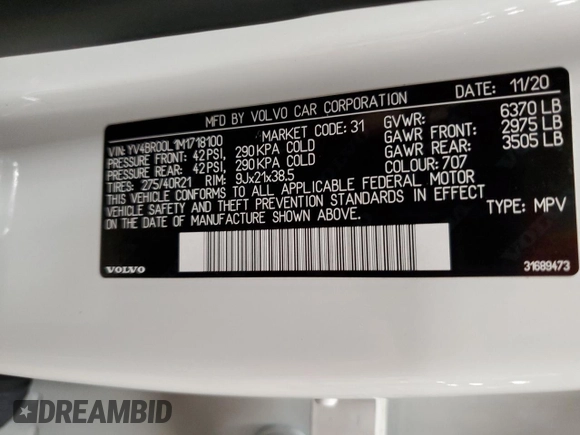 MFD BY VOLVO CAR CORPORATION DATE: 11/20
VIN: YV4BR00L1M1718100 MARKET CODE: 31 GVWR: 6370 LB
PRESSURE FRONT: 42PSI, 290KPA COLD GAWR FRONT: 2975 LB
PRESSURE REAR: 42PSI, 290KPA COLD GAWR REAR: 3505 LB
TIRES: 275/40R21 RIM: 9Jx21x38.5 COLOUR: 707
THIS VEHICLE CONFORMS TO ALL APPLICABLE FEDERAL MOTOR
VEHICLE SAFETY AND THEFT PREVENTION STANDARDS IN EFFECT
ON THE DATE OF MANUFACTURE SHOWN ABOVE. TYPE: MPV
VOLVO 31689473
DREAMBID